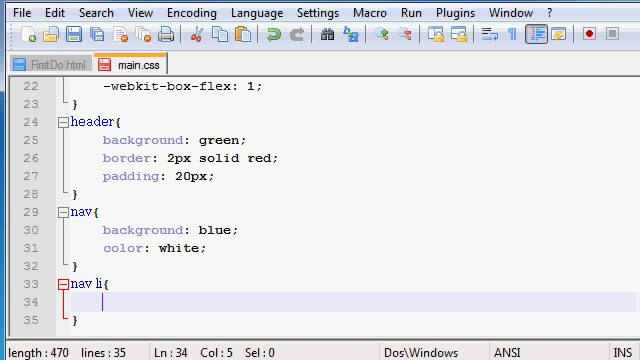 File Edit Search View Encoding Language Settings Macro Run Plugins Window ?
FirstDo.html main.css
22 -webkit-box-flex: 1;
23 }
24 header{
25 background: green;
26 border: 2px solid red;
27 padding: 20px;
28 }
29 nav{
30 background: blue;
31 color: white;
32 }
33 nav li{
34
35 }
length : 470 lines : 35 Ln : 34 Col : 5 Sel : 0 Dos\Windows ANSI INS